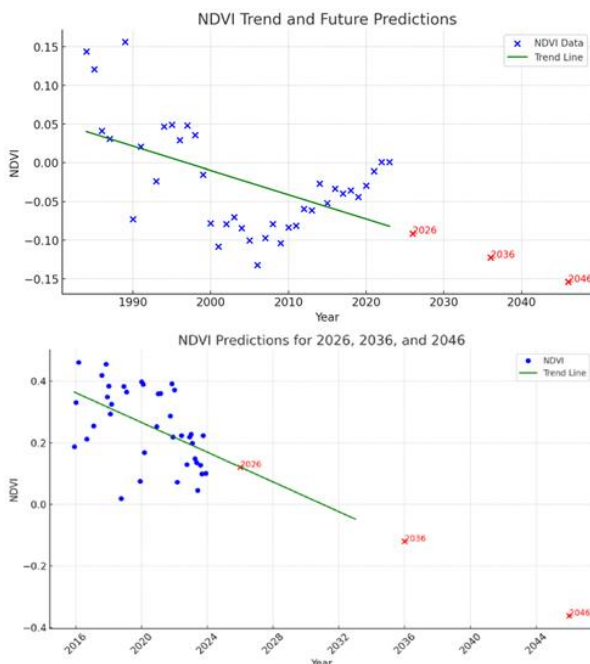 NDVI Trend and Future Predictions
NDVI Data
Trend Line
0.15
0.10
0.05
0.00
−0.05
−0.10
−0.15
NDVI
2026
2036
2046
1990 2000 2010 2020 2030 2040
Year
NDVI Predictions for 2026, 2036, and 2046
NDVI
Trend Line
0.4
0.2
0.0
−0.2
−0.4
NDVI
2026
2036
2046
2016 2020 2024 2028 2032 2036 2040 2044
Year